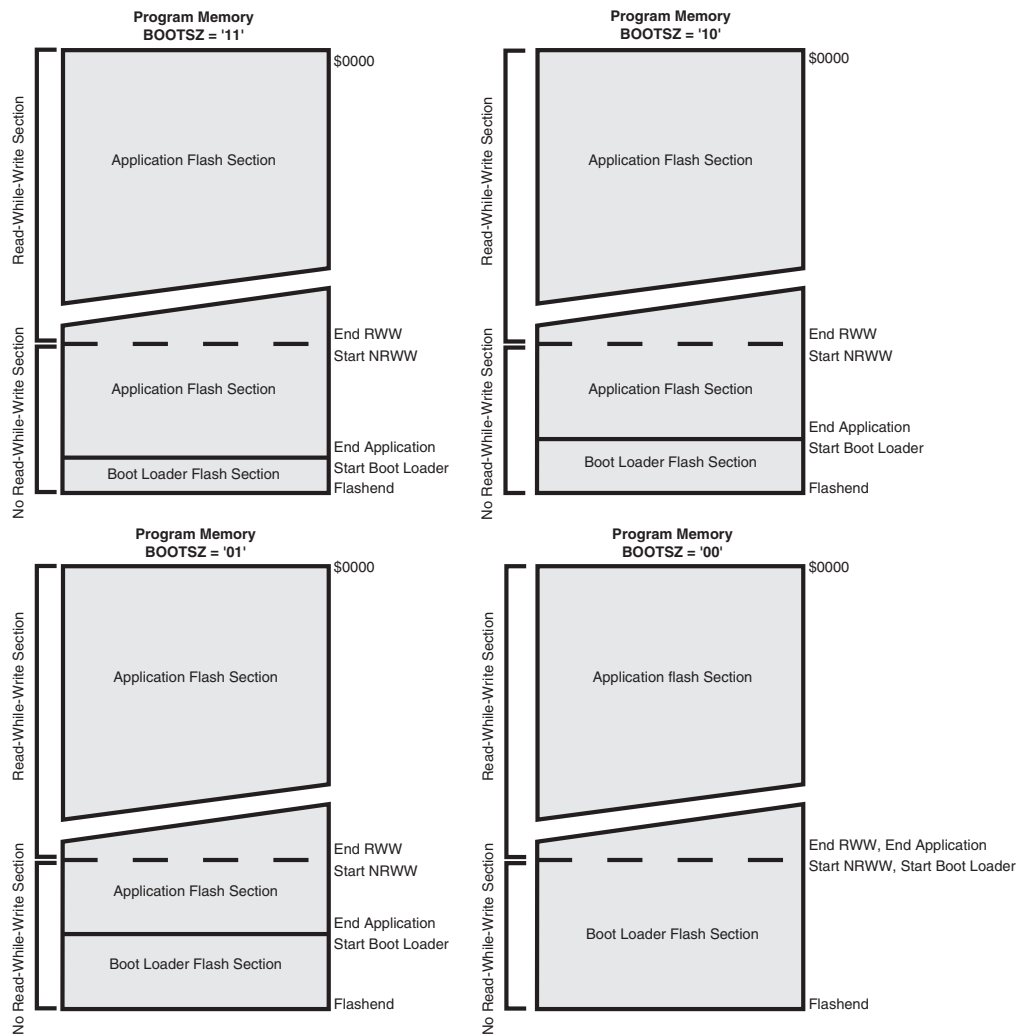 Program Memory
BOOTSZ = '11'
$0000
Read-While-Write Section
Application Flash Section
End RWW
Start NRWW
No Read-While-Write Section
Application Flash Section
End Application
Start Boot Loader
Boot Loader Flash Section
Flashend
Program Memory
BOOTSZ = '10'
$0000
Read-While-Write Section
Application Flash Section
End RWW
Start NRWW
No Read-While-Write Section
Application Flash Section
End Application
Start Boot Loader
Boot Loader Flash Section
Flashend
Program Memory
BOOTSZ = '01'
$0000
Read-While-Write Section
Application Flash Section
End RWW
Start NRWW
No Read-While-Write Section
Application Flash Section
End Application
Start Boot Loader
Boot Loader Flash Section
Flashend
Program Memory
BOOTSZ = '00'
$0000
Read-While-Write Section
Application flash Section
End RWW, End Application
Start NRWW, Start Boot Loader
No Read-While-Write Section
Boot Loader Flash Section
Flashend